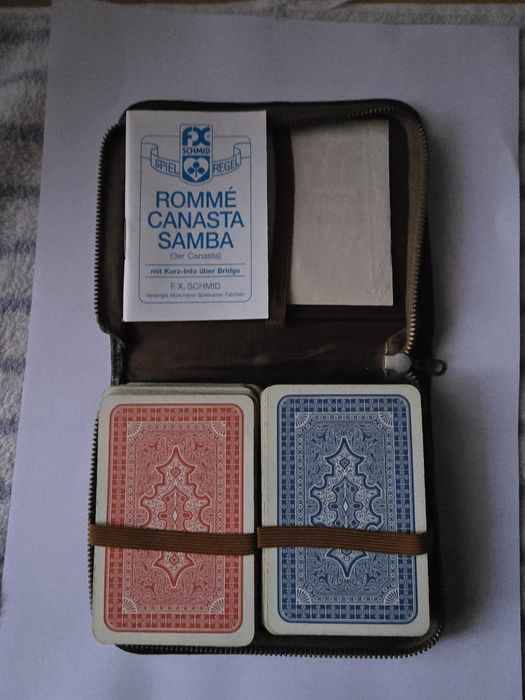 FX
SCHMID
SPIEL REGEL
ROMMÉ
CANASTA
SAMBA
(3er Canasta)
mit Kurz-Info über Bridge
F. X. SCHMID
Vereinigte Münchener Spielkarten Fabriken